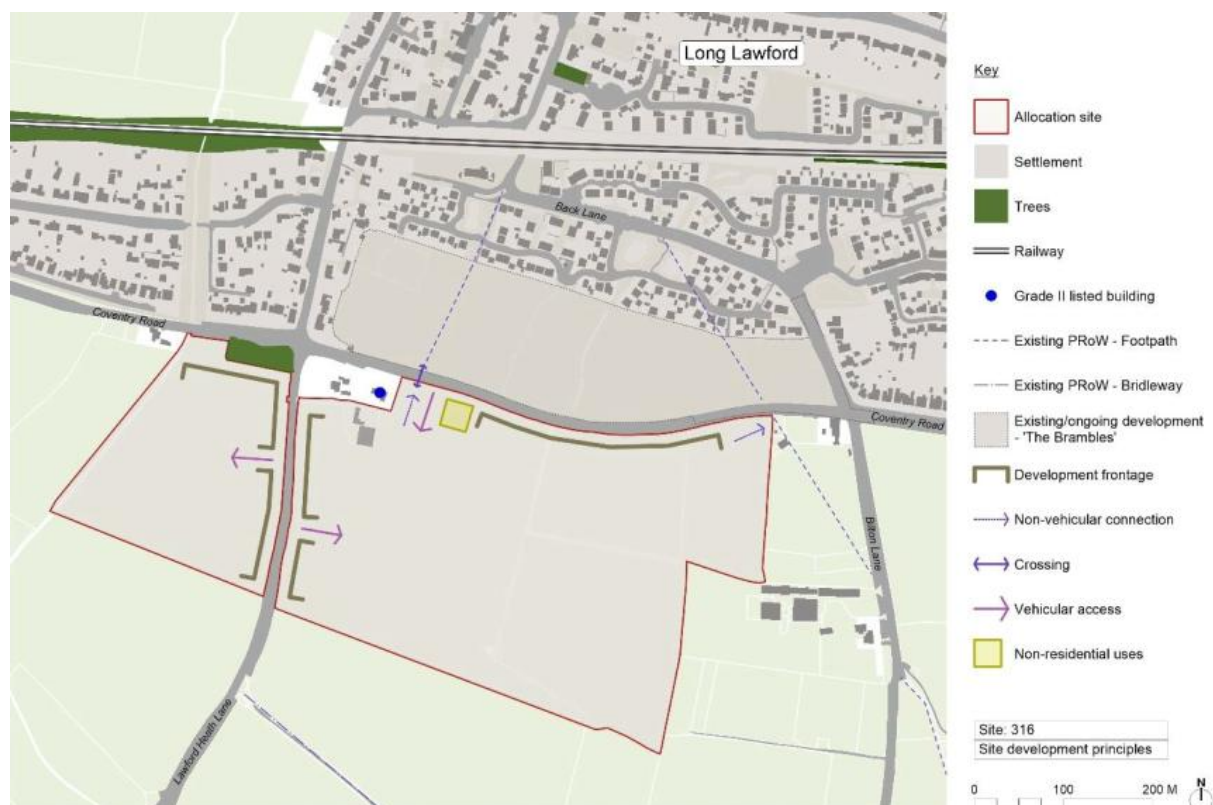 Long Lawford
Back Lane
Coventry Road
Coventry Road
Bilton Lane
Lawford Heath Lane
Key
Allocation site
Settlement
Trees
Railway
Grade II listed building
Existing PRoW - Footpath
Existing PRoW - Bridleway
Existing/ongoing development
- 'The Brambles'
Development frontage
Non-vehicular connection
Crossing
Vehicular access
Non-residential uses
Site: 316
Site development principles
0 100 200 M
N